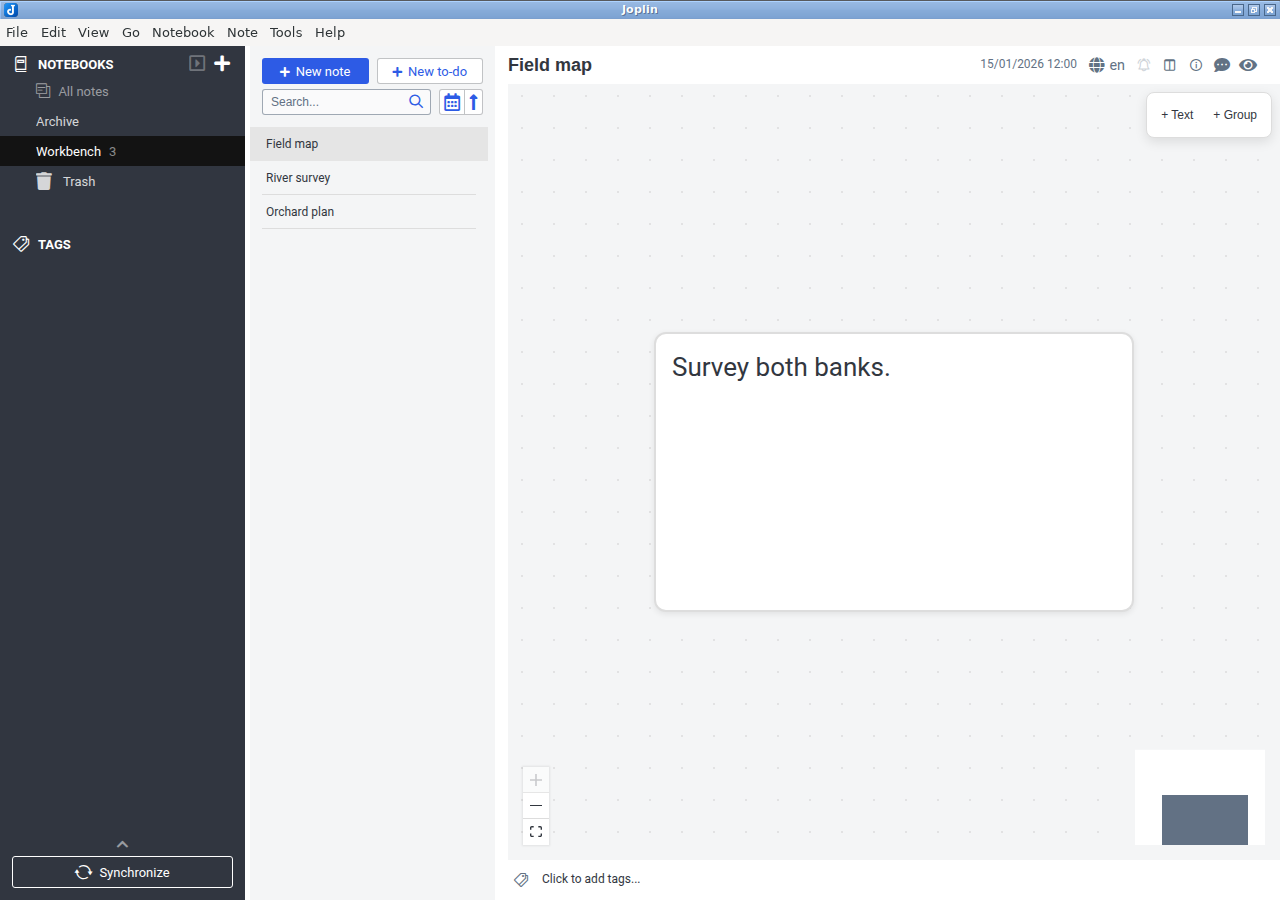 Joplin
File Edit View Go Notebook Note Tools Help
NOTEBOOKS
All notes
Archive
Workbench 3
Trash
TAGS
Synchronize
New note
New to-do
Search...
Field map
River survey
Orchard plan
Field map
15/01/2026 12:00
en
+ Text + Group
Survey both banks.
Click to add tags...